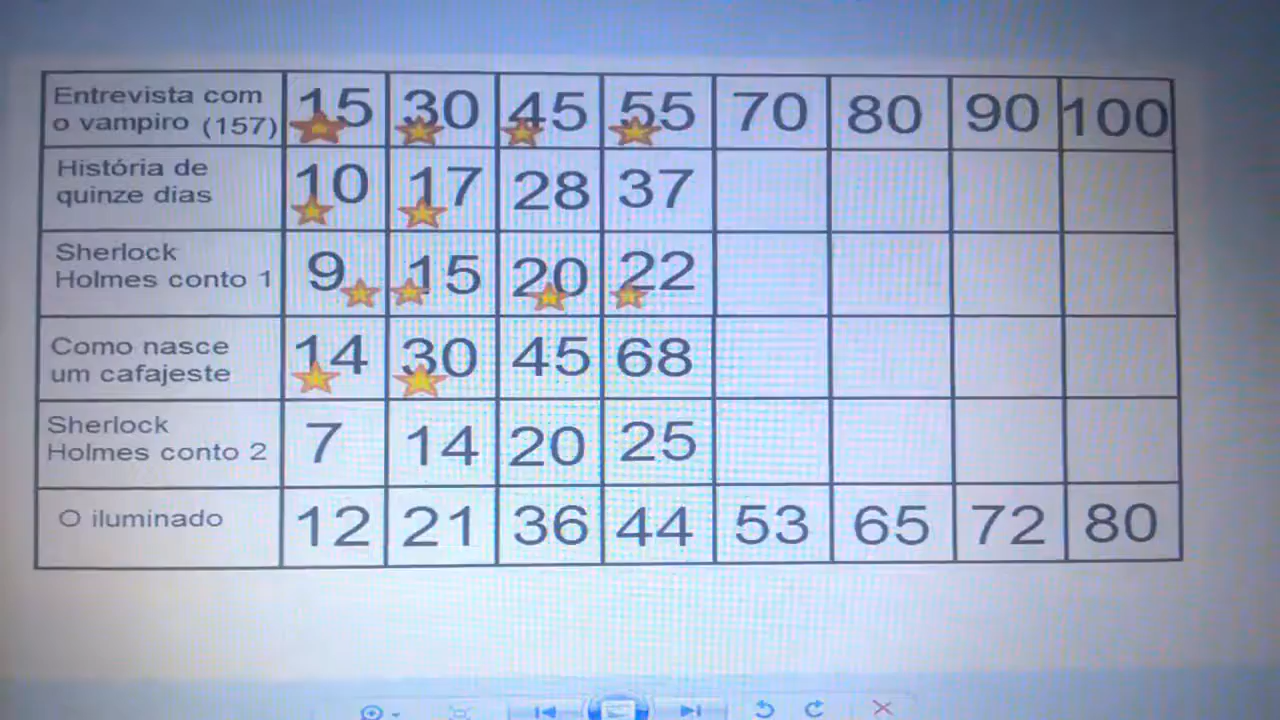 Entrevista com
o vampiro (157) 15 30 45 55 70 80 90 100
História de
quinze dias 10 17 28 37
Sherlock
Holmes conto 1 9 15 20 22
Como nasce
um cafajeste 14 30 45 68
Sherlock
Holmes conto 2 7 14 20 25
O iluminado 12 21 36 44 53 65 72 80